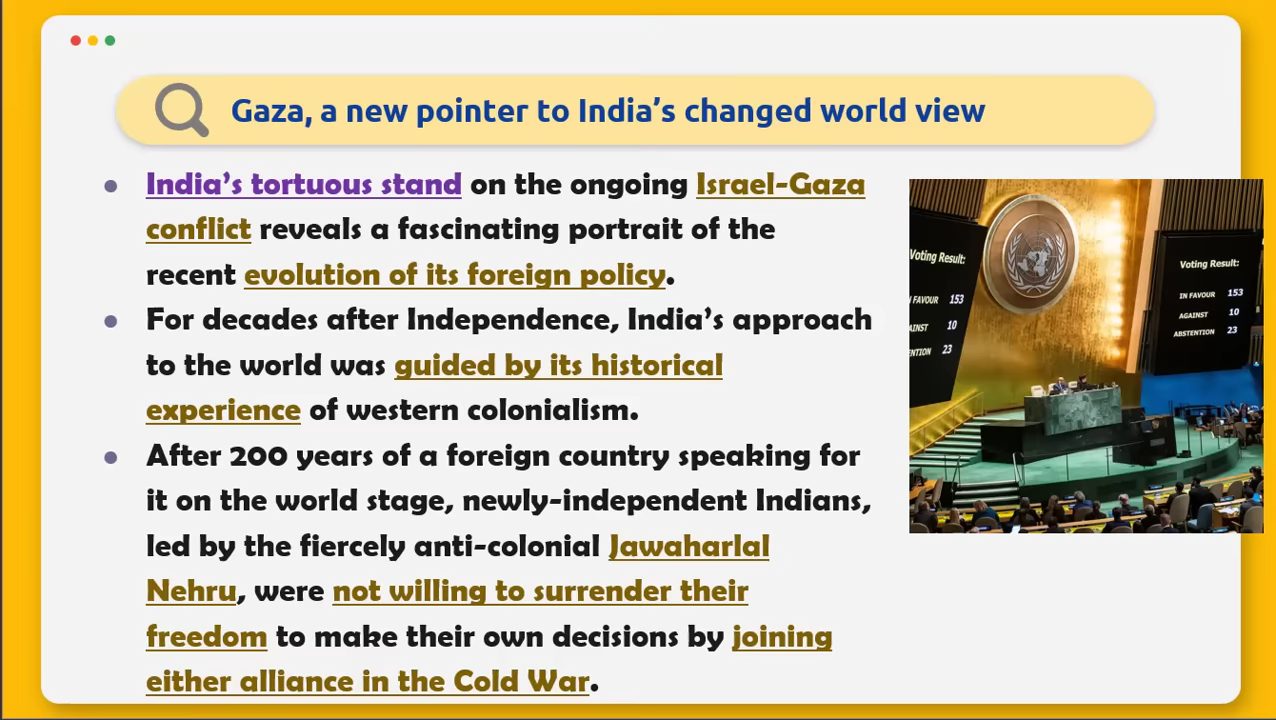 Gaza, a new pointer to India's changed world view
India's tortuous stand on the ongoing Israel-Gaza
conflict reveals a fascinating portrait of the
recent evolution of its foreign policy.
For decades after Independence, India's approach
to the world was guided by its historical
experience of western colonialism.
After 200 years of a foreign country speaking for
it on the world stage, newly-independent Indians,
led by the fiercely anti-colonial Jawaharlal
Nehru, were not willing to surrender their
freedom to make their own decisions by joining
either alliance in the Cold War.
Voting Result:
FAVOUR 153
AINST 10
ENTION 23
Voting Result:
IN FAVOUR 153
AGAINST 10
ABSTENTION 23